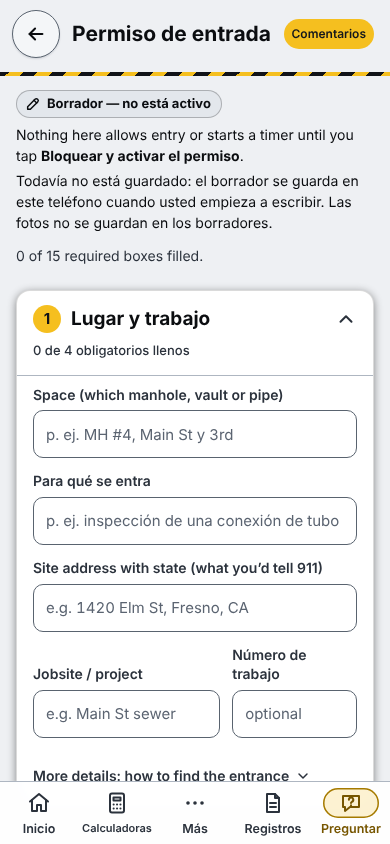 Permiso de entrada
Comentarios
Borrador — no está activo
Nothing here allows entry or starts a timer until you
tap Bloquear y activar el permiso.
Todavía no está guardado: el borrador se guarda en
este teléfono cuando usted empieza a escribir. Las
fotos no se guardan en los borradores.
0 of 15 required boxes filled.
1 Lugar y trabajo
0 de 4 obligatorios llenos
Space (which manhole, vault or pipe)
p. ej. MH #4, Main St y 3rd
Para qué se entra
p. ej. inspección de una conexión de tubo
Site address with state (what you’d tell 911)
e.g. 1420 Elm St, Fresno, CA
Jobsite / project
e.g. Main St sewer
Número de
trabajo
optional
More details: how to find the entrance
Inicio
Calculadoras
Más
Registros
Preguntar